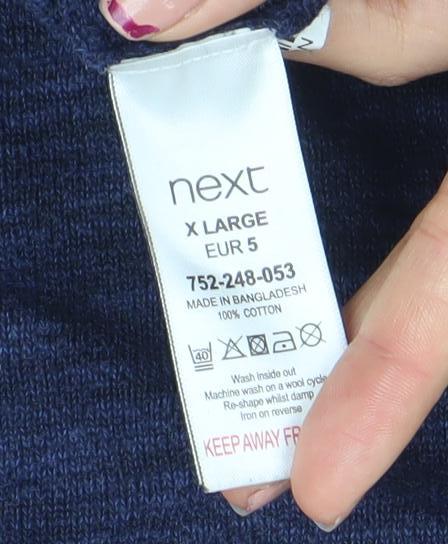 next
X LARGE
EUR 5
752-248-053
MADE IN BANGLADESH
100% COTTON
40
Wash inside out
Machine wash on a wool cycle
Re-shape whilst damp
Iron on reverse
KEEP AWAY FR